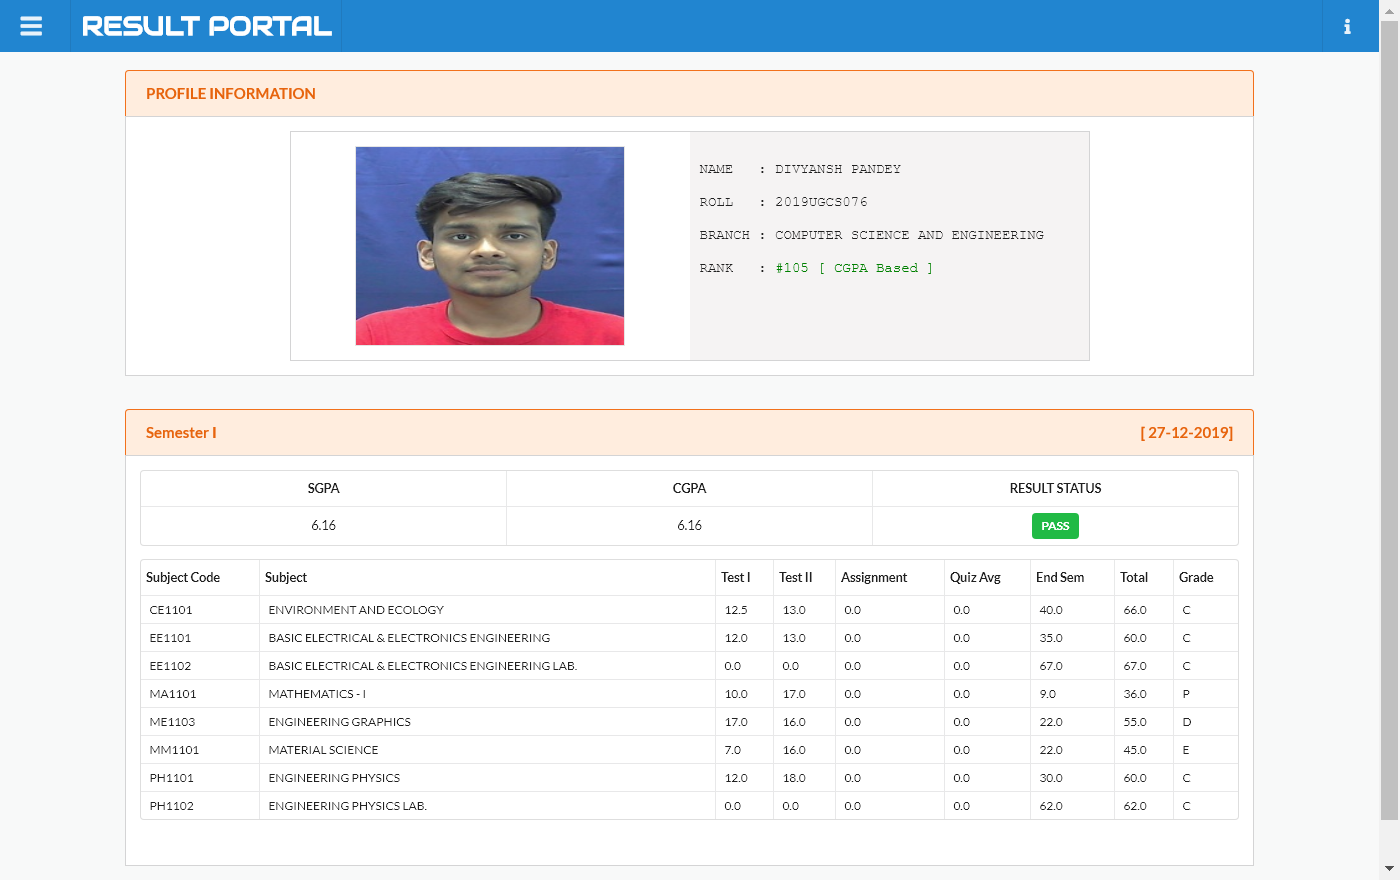 RESULT PORTAL
PROFILE INFORMATION
NAME : DIVYANSH PANDEY
ROLL : 2019UGCS076
BRANCH : COMPUTER SCIENCE AND ENGINEERING
RANK : #105 [ CGPA Based ]
Semester I [ 27-12-2019]
SGPA CGPA RESULT STATUS
6.16 6.16 PASS
Subject Code Subject Test I Test II Assignment Quiz Avg End Sem Total Grade
CE1101 ENVIRONMENT AND ECOLOGY 12.5 13.0 0.0 0.0 40.0 66.0 C
EE1101 BASIC ELECTRICAL & ELECTRONICS ENGINEERING 12.0 13.0 0.0 0.0 35.0 60.0 C
EE1102 BASIC ELECTRICAL & ELECTRONICS ENGINEERING LAB. 0.0 0.0 0.0 0.0 67.0 67.0 C
MA1101 MATHEMATICS - I 10.0 17.0 0.0 0.0 9.0 36.0 P
ME1103 ENGINEERING GRAPHICS 17.0 16.0 0.0 0.0 22.0 55.0 D
MM1101 MATERIAL SCIENCE 7.0 16.0 0.0 0.0 22.0 45.0 E
PH1101 ENGINEERING PHYSICS 12.0 18.0 0.0 0.0 30.0 60.0 C
PH1102 ENGINEERING PHYSICS LAB. 0.0 0.0 0.0 0.0 62.0 62.0 C